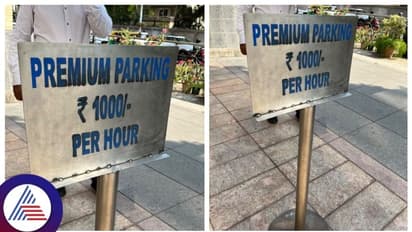 PREMIUM PARKING
₹ 1000/-
PER HOUR
PREMIUM PARKING
₹ 1000/-
PER HOUR